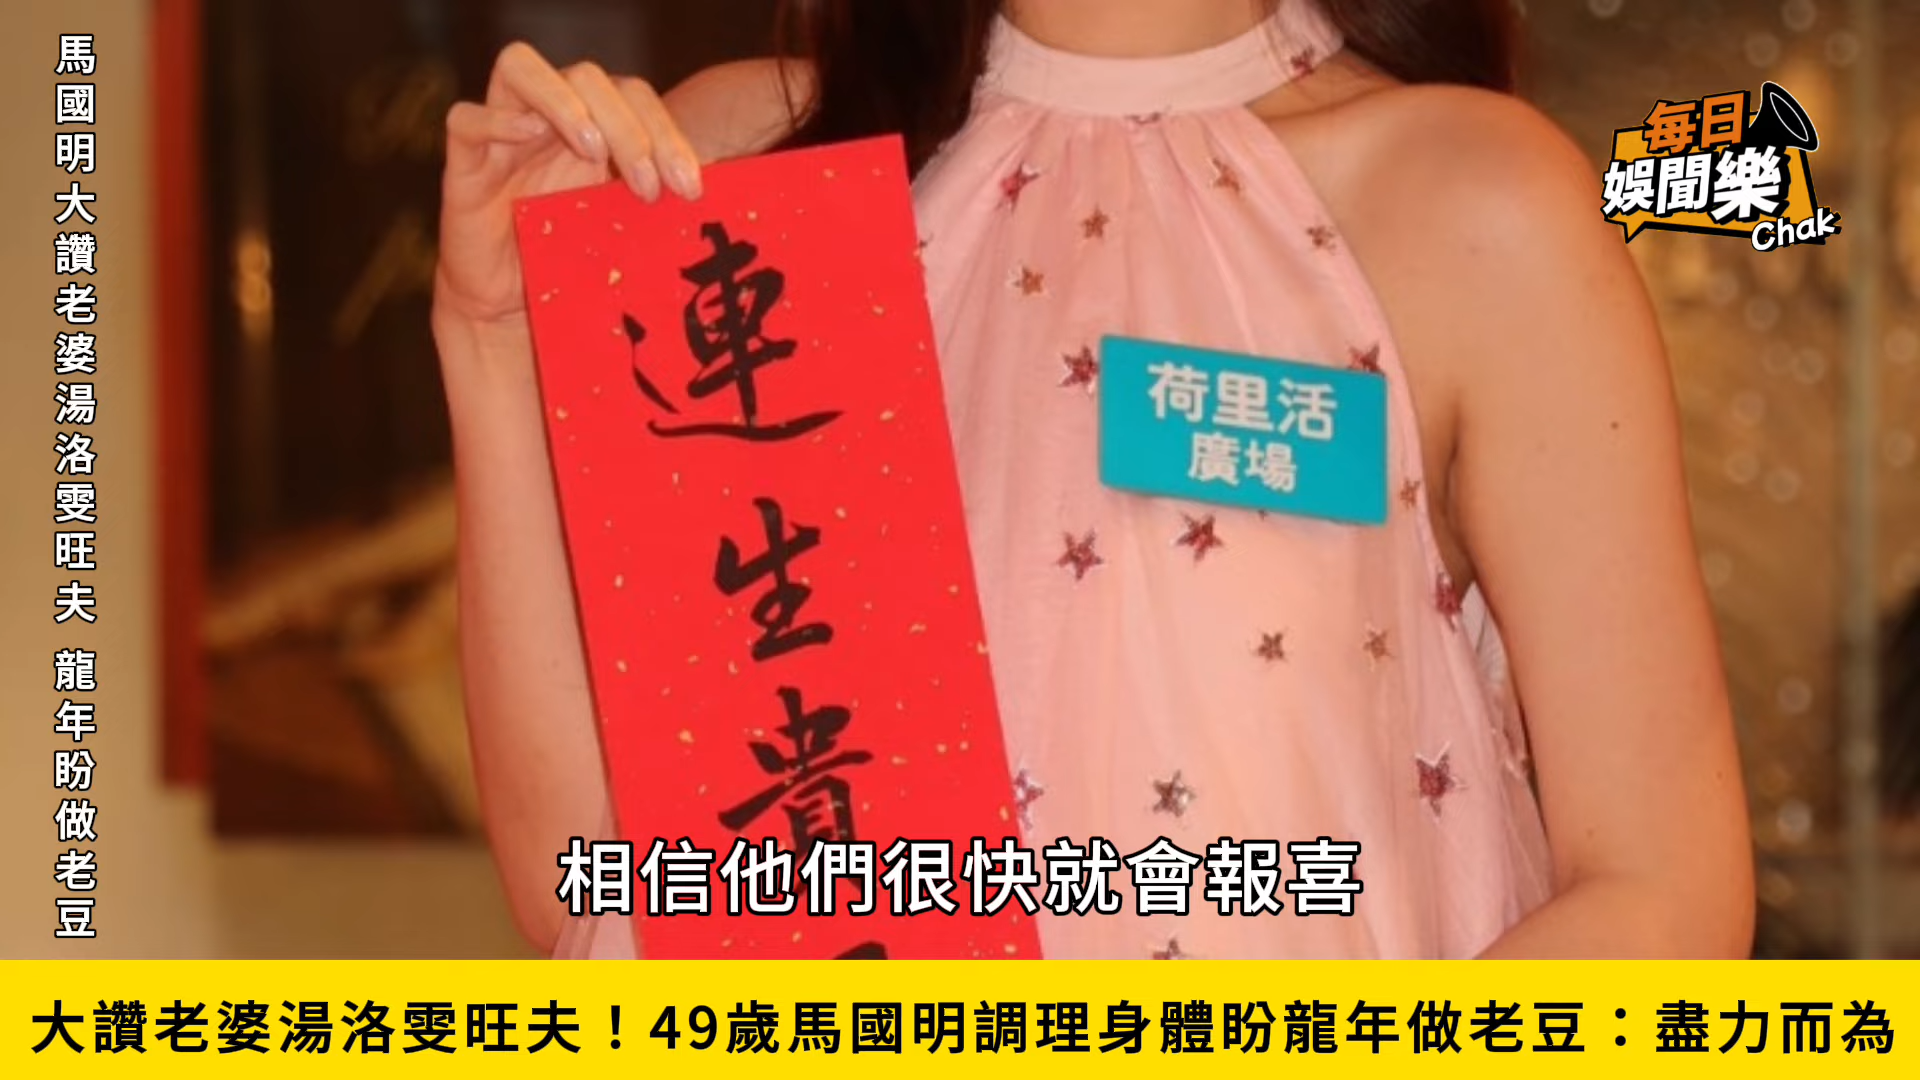 馬國明大讚老婆湯洛雯旺夫 龍年盼做老豆
每日
娛聞樂
Chak
連生貴
荷里活
廣場
相信他們很快就會報喜
大讚老婆湯洛雯旺夫！49歲馬國明調理身體盼龍年做老豆：盡力而為